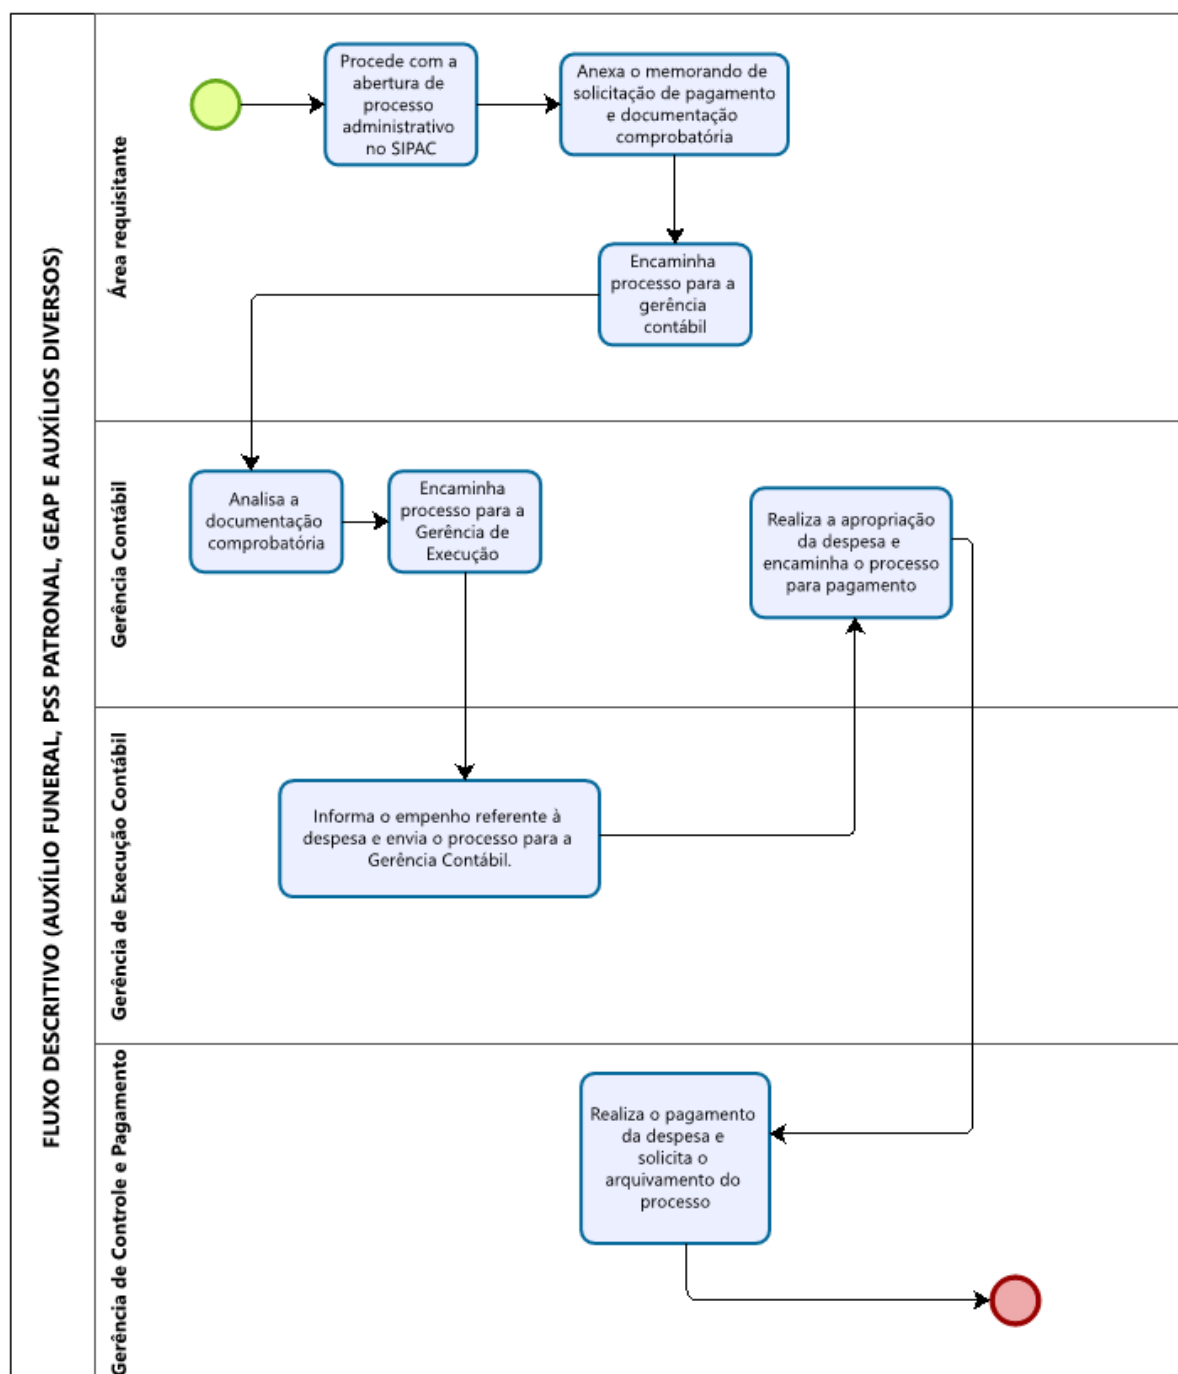 FLUXO DESCRITIVO (AUXÍLIO FUNERAL, PSS PATRONAL, GEAP E AUXÍLIOS DIVERSOS)
Área requisitante
Procede com a
abertura de
processo
administrativo
no SIPAC
Anexa o memorando de
solicitação de pagamento
e documentação
comprobatória
Encaminha
processo para a
gerência
contábil
Gerência Contábil
Analisa a
documentação
comprobatória
Encaminha
processo para a
Gerência de
Execução
Realiza a apropriação
da despesa e
encaminha o processo
para pagamento
Gerência de Execução Contábil
Informa o empenho referente à
despesa e envia o processo para a
Gerência Contábil.
Gerência de Controle e Pagamento
Realiza o pagamento
da despesa e
solicita o
arquivamento do
processo